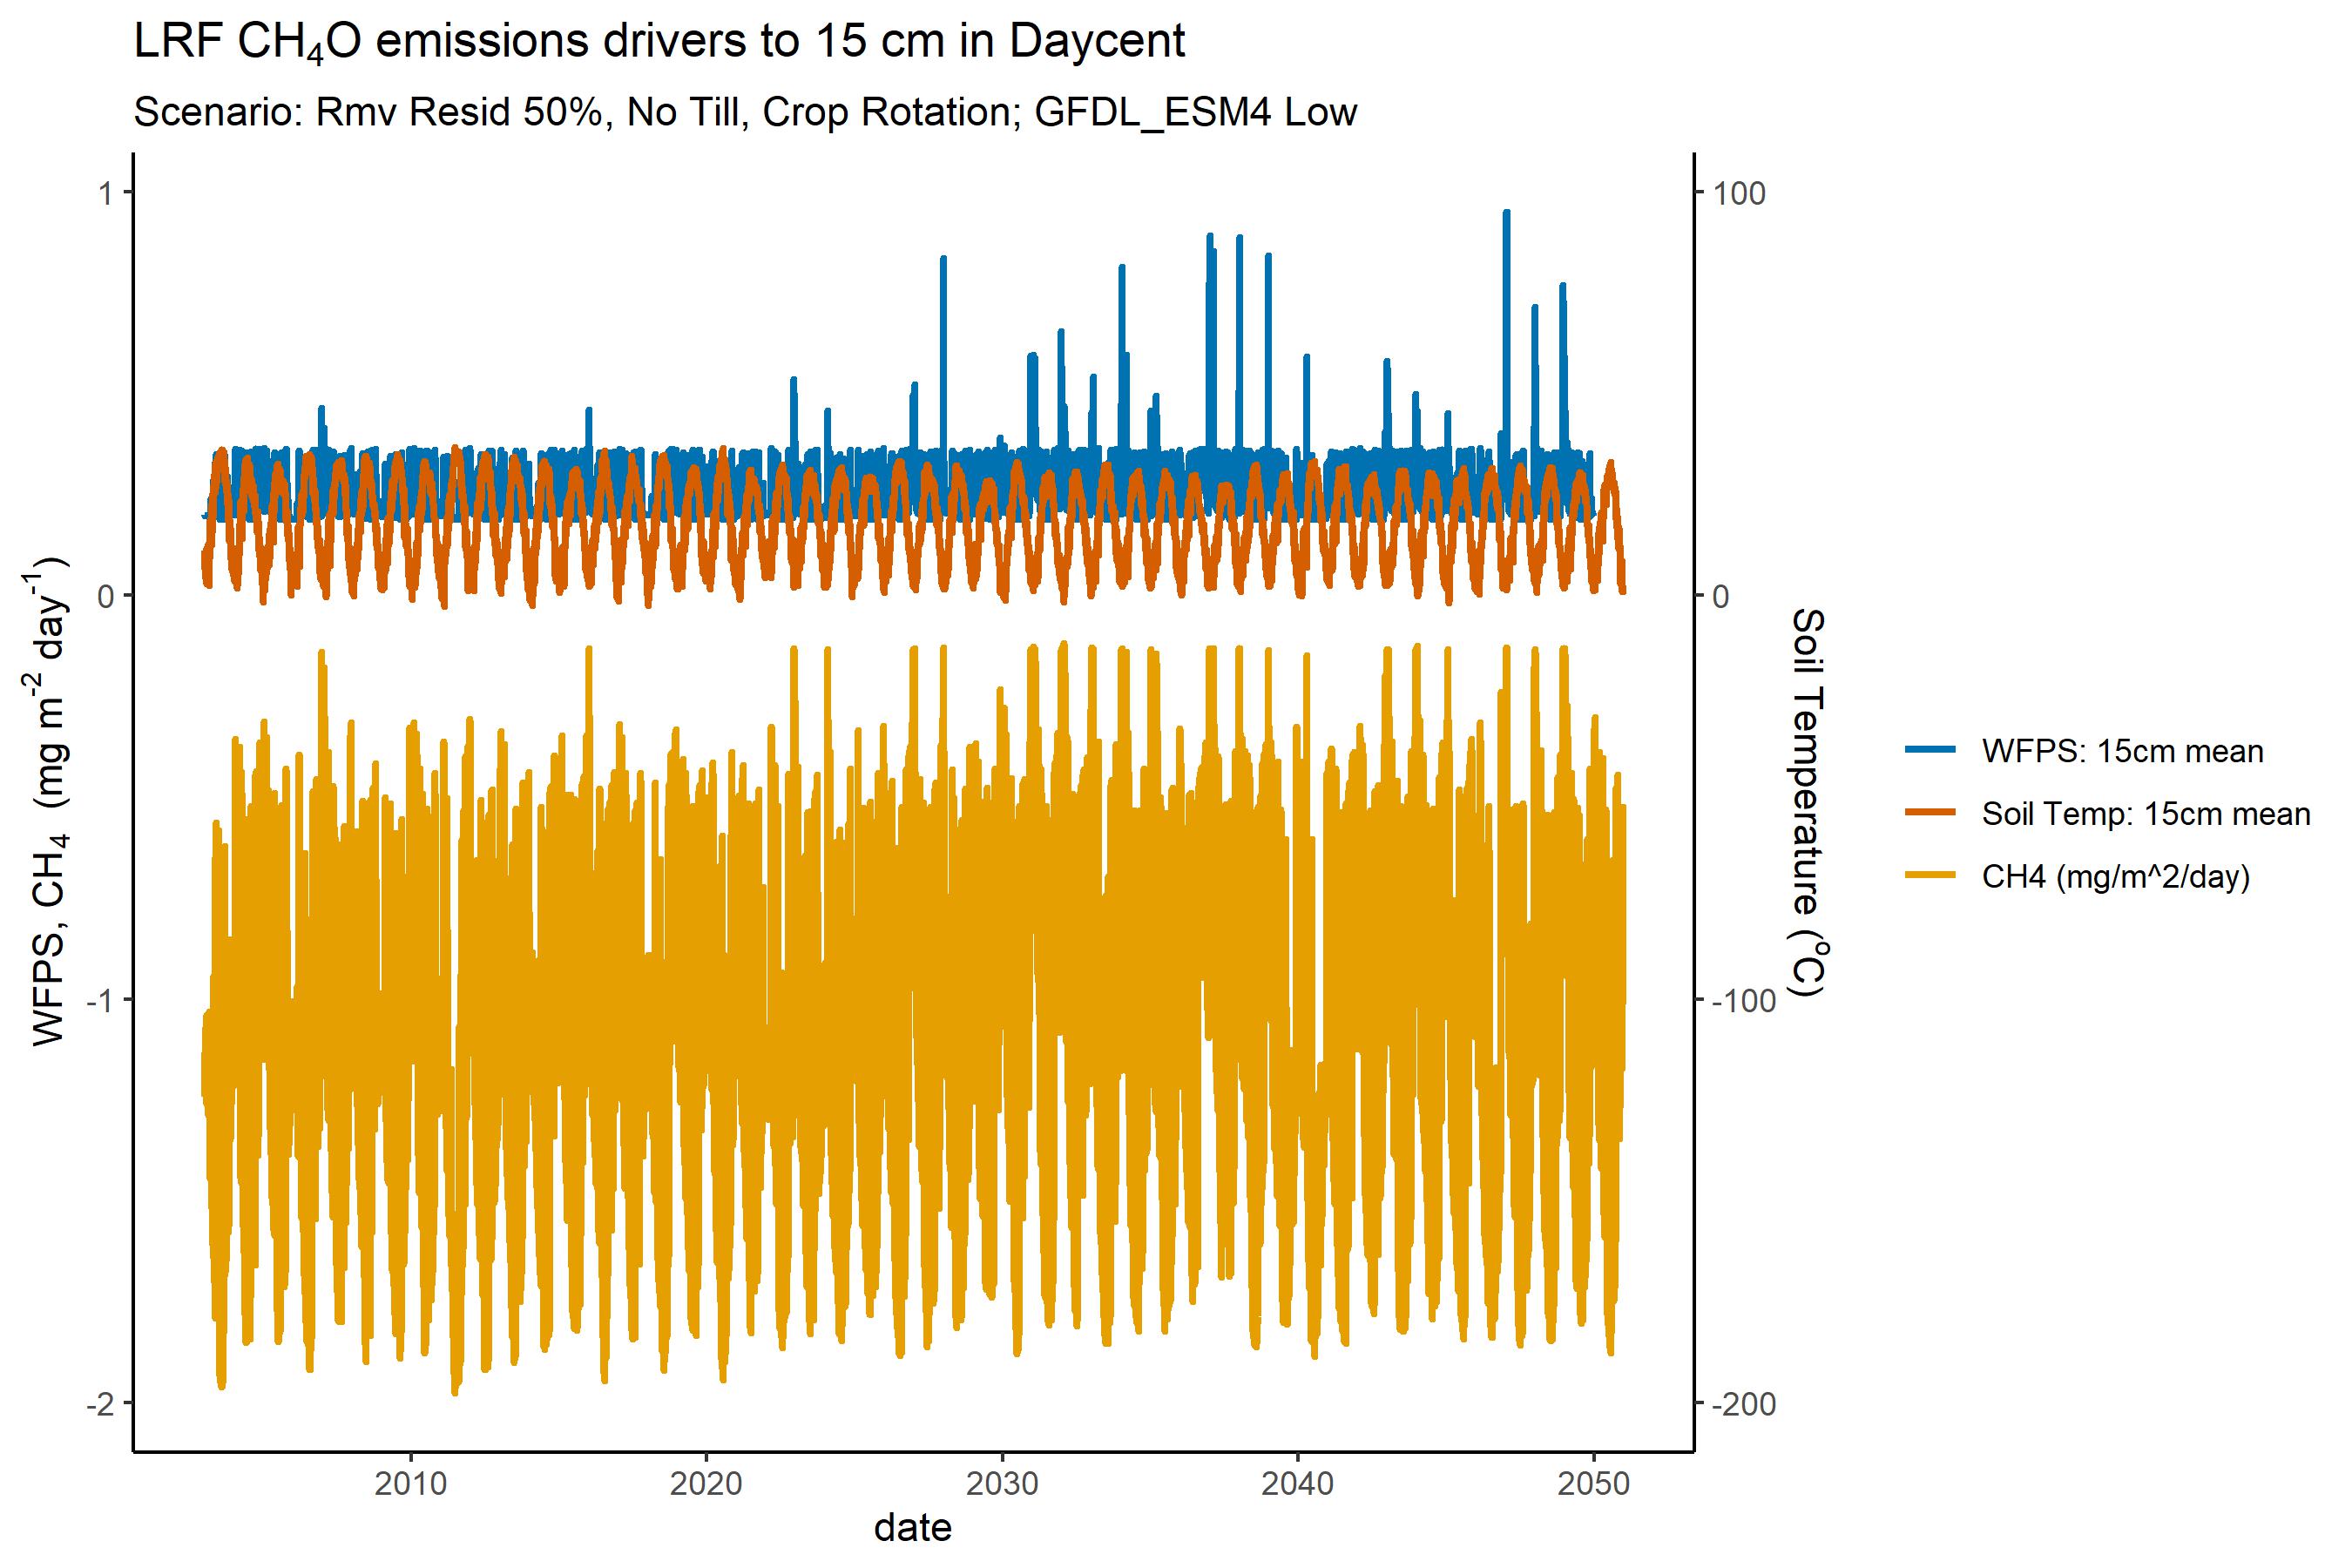 LRF CH₄O emissions drivers to 15 cm in Daycent
Scenario: Rmv Resid 50%, No Till, Crop Rotation; GFDL_ESM4 Low
1
0
-1
-2
WFPS, CH₄ (mg m⁻² day⁻¹)
100
0
-100
-200
Soil Temperature (°C)
2010
2020
2030
2040
2050
date
WFPS: 15cm mean
Soil Temp: 15cm mean
CH4 (mg/m^2/day)